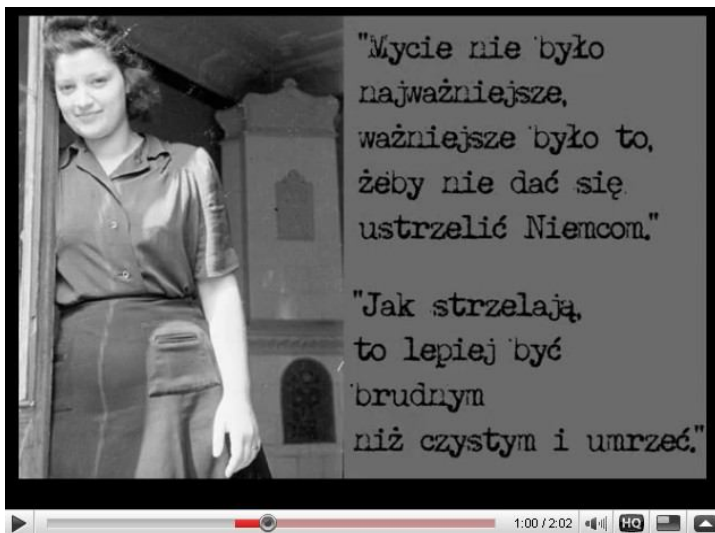 "Mycie nie było
najważniejsze,
ważniejsze było to,
żeby nie dać się
ustrzelić Niemcom."
"Jak strzelają,
to lepiej być
brudnym
niż czystym i umrzeć."
1:00 / 2:02 HQ